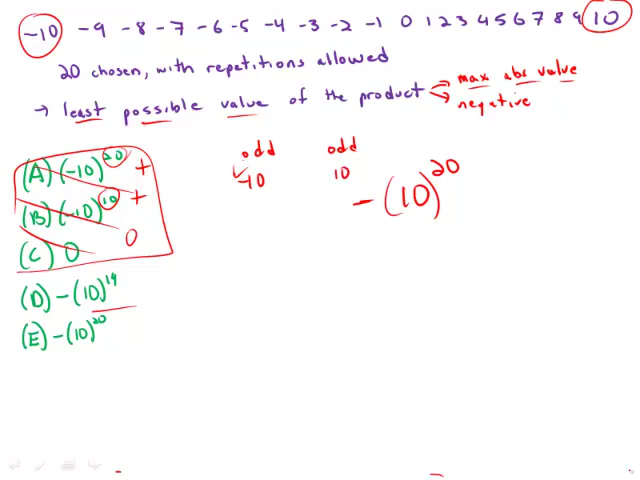 -10 -9 -8 -7 -6 -5 -4 -3 -2 -1 0 1 2 3 4 5 6 7 8 9 10
20 chosen, with repetitions allowed
→ least possible value of the product → max abs value
→ negative
odd odd
-10 10
-(10)^20
(A) (-10)^20 +
(B) (-10)^10 +
(C) 0 0
(D) -(10)^19
(E) -(10)^20